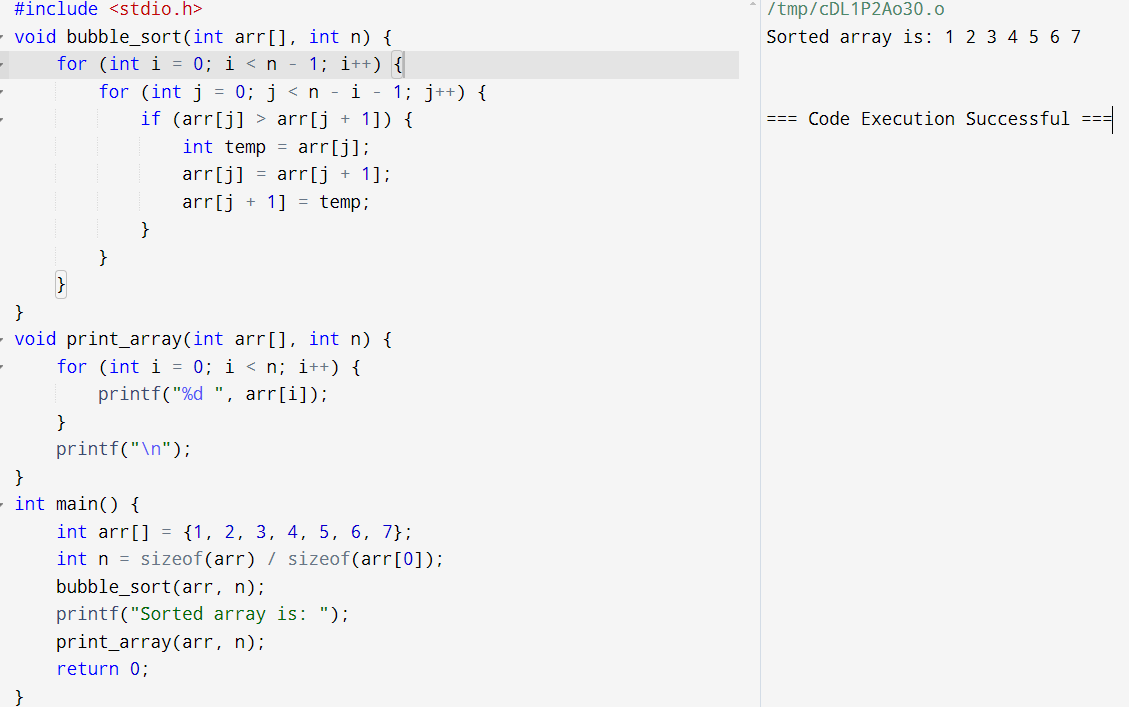 #include <stdio.h>
void bubble_sort(int arr[], int n) {
    for (int i = 0; i < n - 1; i++) {
        for (int j = 0; j < n - i - 1; j++) {
            if (arr[j] > arr[j + 1]) {
                int temp = arr[j];
                arr[j] = arr[j + 1];
                arr[j + 1] = temp;
            }
        }
    }
}
void print_array(int arr[], int n) {
    for (int i = 0; i < n; i++) {
        printf("%d ", arr[i]);
    }
    printf("\n");
}
int main() {
    int arr[] = {1, 2, 3, 4, 5, 6, 7};
    int n = sizeof(arr) / sizeof(arr[0]);
    bubble_sort(arr, n);
    printf("Sorted array is: ");
    print_array(arr, n);
    return 0;
}
/tmp/cDL1P2Ao30.o
Sorted array is: 1 2 3 4 5 6 7
=== Code Execution Successful ===